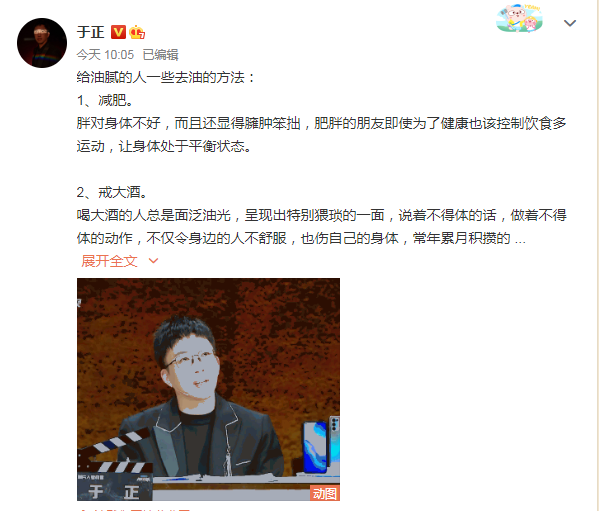 于正
今天 10:05 已编辑
给油腻的人一些去油的方法：
1、减肥。
胖对身体不好，而且还显得臃肿笨拙，肥胖的朋友即使为了健康也该控制饮食多
运动，让身体处于平衡状态。
2、戒大酒。
喝大酒的人总是面泛油光，呈现出特别猥琐的一面，说着不得体的话，做着不得
体的动作，不仅令身边的人不舒服，也伤自己的身体，常年累月积攒的 ...
展开全文
于 正
动图